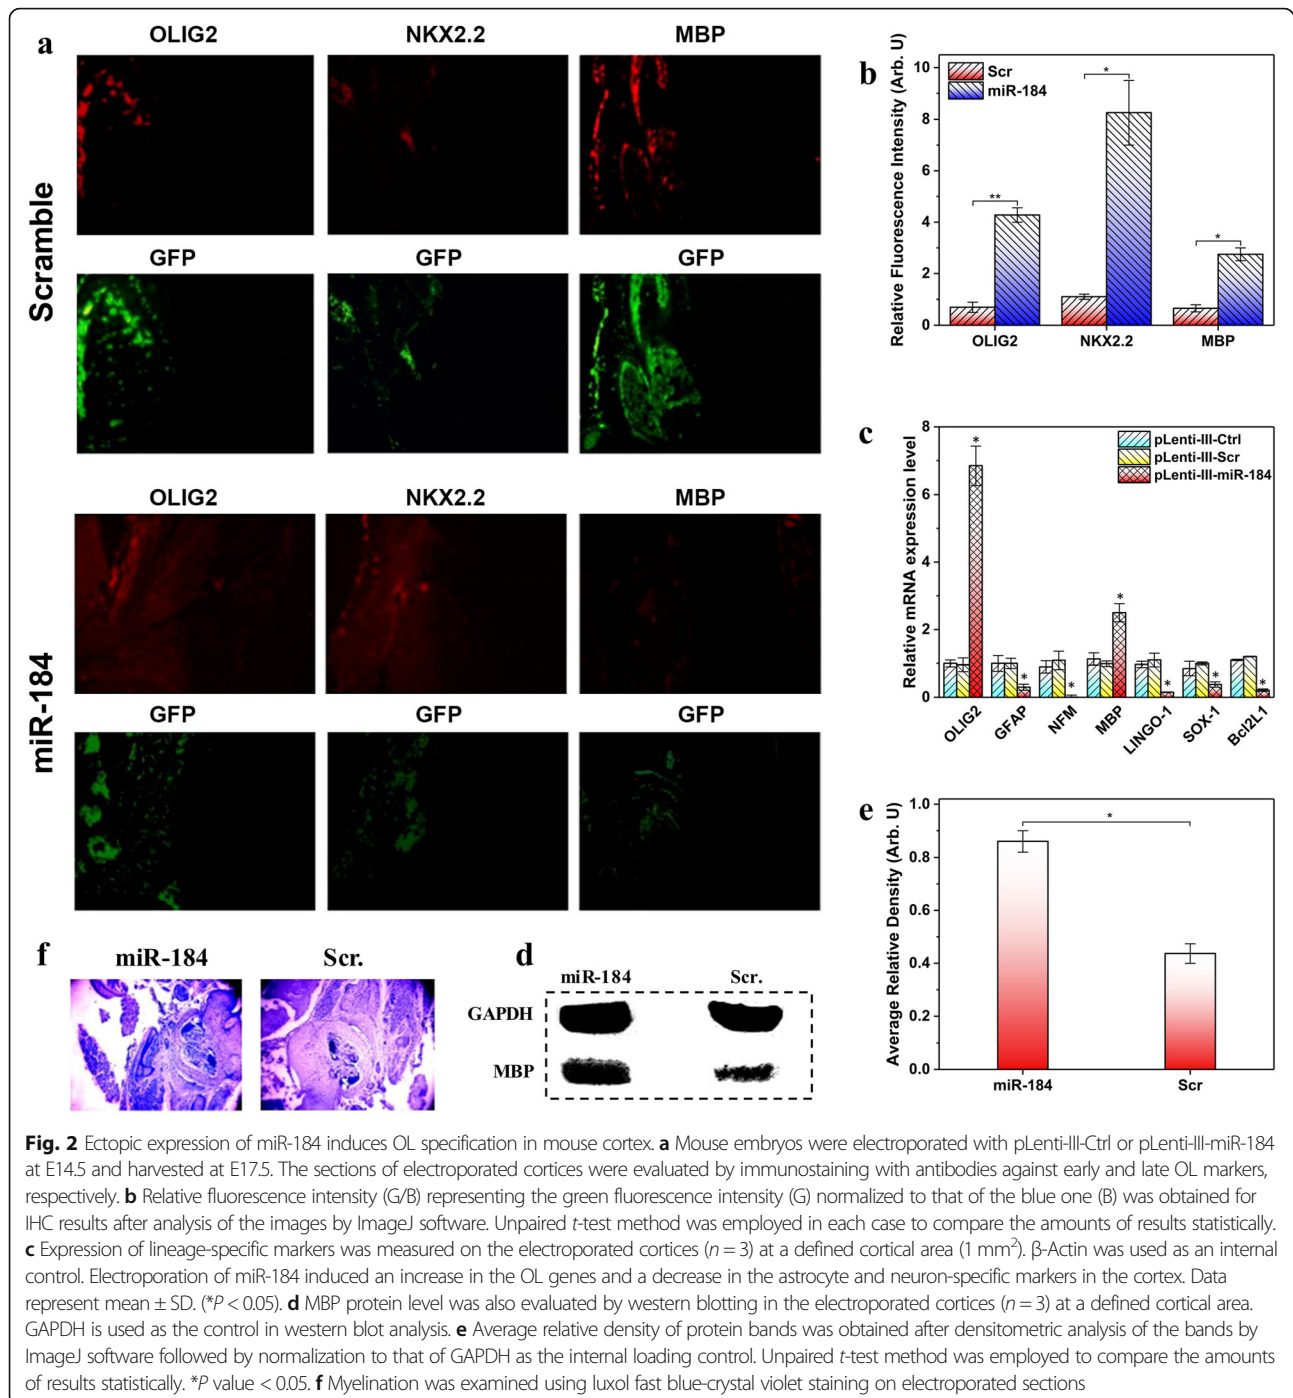 a
OLIG2 NKX2.2 MBP
Scramble
GFP GFP GFP
OLIG2 NKX2.2 MBP
miR-184
GFP GFP GFP
b
Relative Fluorescence Intensity (Arb. U)
10
8
6
4
2
0
Scr
miR-184
** * *
OLIG2 NKX2.2 MBP
c
Relative mRNA expression level
8
6
4
2
0
pLenti-III-Ctrl
pLenti-III-Scr
pLenti-III-miR-184
* * * * * * *
OLIG2 GFAP NFM MBP LINGO-1 SOX-1 Bcl2L1
f
miR-184 Scr.
d
miR-184 Scr.
GAPDH
MBP
e
Average Relative Density (Arb. U)
1.0
0.8
0.6
0.4
0.2
0.0
*
miR-184 Scr
Fig. 2 Ectopic expression of miR-184 induces OL specification in mouse cortex. a Mouse embryos were electroporated with pLenti-III-Ctrl or pLenti-III-miR-184
at E14.5 and harvested at E17.5. The sections of electroporated cortices were evaluated by immunostaining with antibodies against early and late OL markers,
respectively. b Relative fluorescence intensity (G/B) representing the green fluorescence intensity (G) normalized to that of the blue one (B) was obtained for
IHC results after analysis of the images by ImageJ software. Unpaired t-test method was employed in each case to compare the amounts of results statistically.
c Expression of lineage-specific markers was measured on the electroporated cortices (n = 3) at a defined cortical area (1 mm²). β-Actin was used as an internal
control. Electroporation of miR-184 induced an increase in the OL genes and a decrease in the astrocyte and neuron-specific markers in the cortex. Data
represent mean ± SD. (*P < 0.05). d MBP protein level was also evaluated by western blotting in the electroporated cortices (n = 3) at a defined cortical area.
GAPDH is used as the control in western blot analysis. e Average relative density of protein bands was obtained after densitometric analysis of the bands by
ImageJ software followed by normalization to that of GAPDH as the internal loading control. Unpaired t-test method was employed to compare the amounts
of results statistically. *P value < 0.05. f Myelination was examined using luxol fast blue-crystal violet staining on electroporated sections